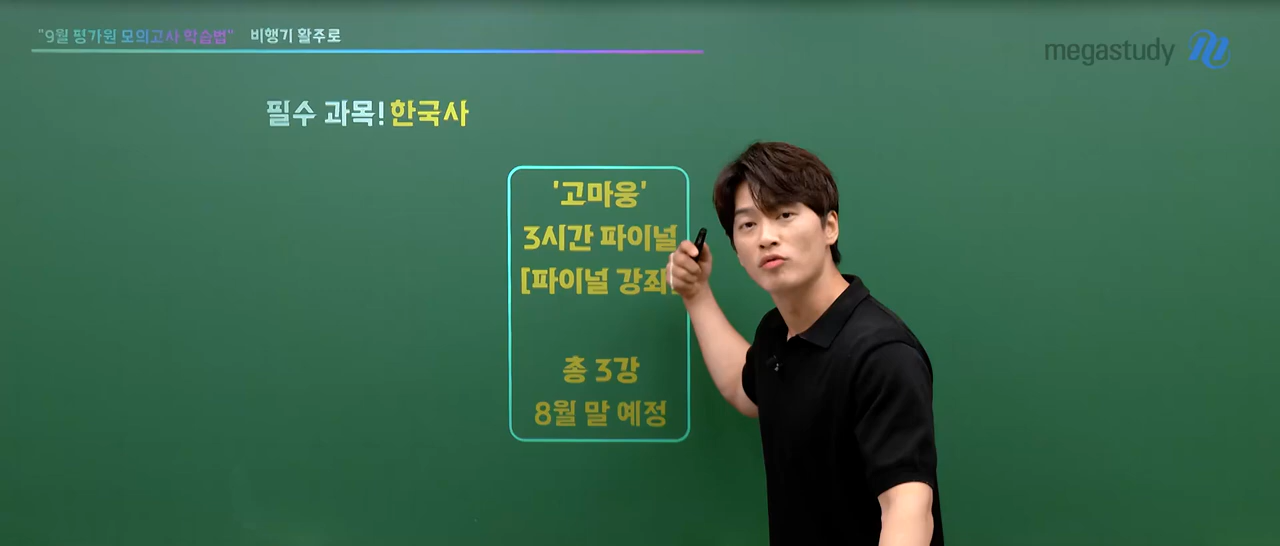 "9월 평가원 모의고사 학습법" 비행기 활주로
megastudy
필수 과목! 한국사
'고마웅'
3시간 파이널
[파이널 강좌]
총 3강
8월 말 예정